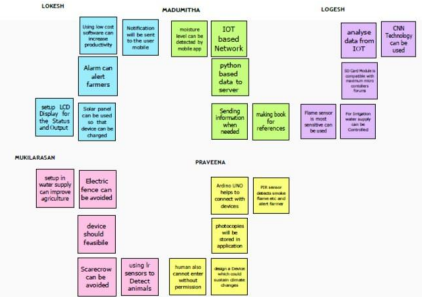 LOKESH
MADUMITHA
LOGESH
Using low cost
software can
increase
productivity
Notification
will be sent
to the user
mobile
Alarm can
alert
farmers
setup LCD
Display for
the Status
and Output
Solar panel
can be used
so that
device can be
charged
moisture
level can be
detected by
mobile app
IOT
based
Network
python
based
data to
server
Sending
information
when
needed
making book
for
references
analyse
data from
IOT
CNN
Technology
can be
used
SD Card Module is
compatible with
maximum micro
Flame sensor
is most
sensitive can
be used
For Irrigation
water supply
can be
Controlled
MUKILARASAN
PRAVEENA
setup in
water supply
can improve
agriculture
Electric
fence can
be avoided
device
should
feasibile
Scarecrow
can be
avoided
using Ir
sensors to
Detect
animals
Ardino UNO
helps to
connect with
devices
PIR sensor
detects smoke
flame etc and
alert farmer
photocopies
will be
stored in
application
human also
cannot enter
without
permission
design a Device
which could
sustain climate
changes